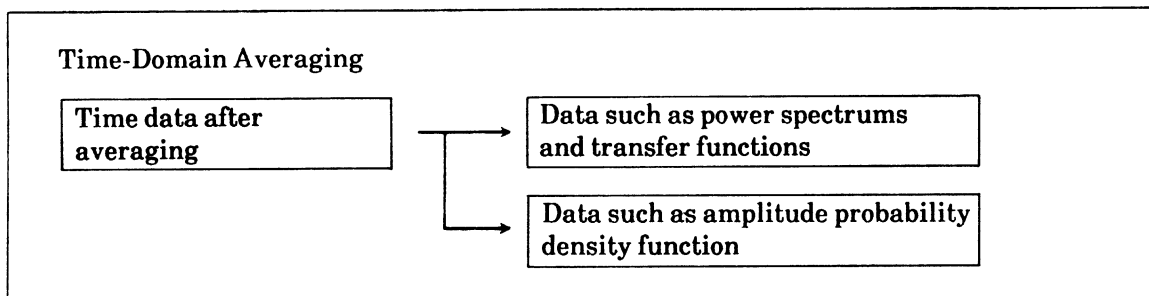 Time-Domain Averaging
Time data after
averaging
Data such as power spectrums
and transfer functions
Data such as amplitude probability
density function